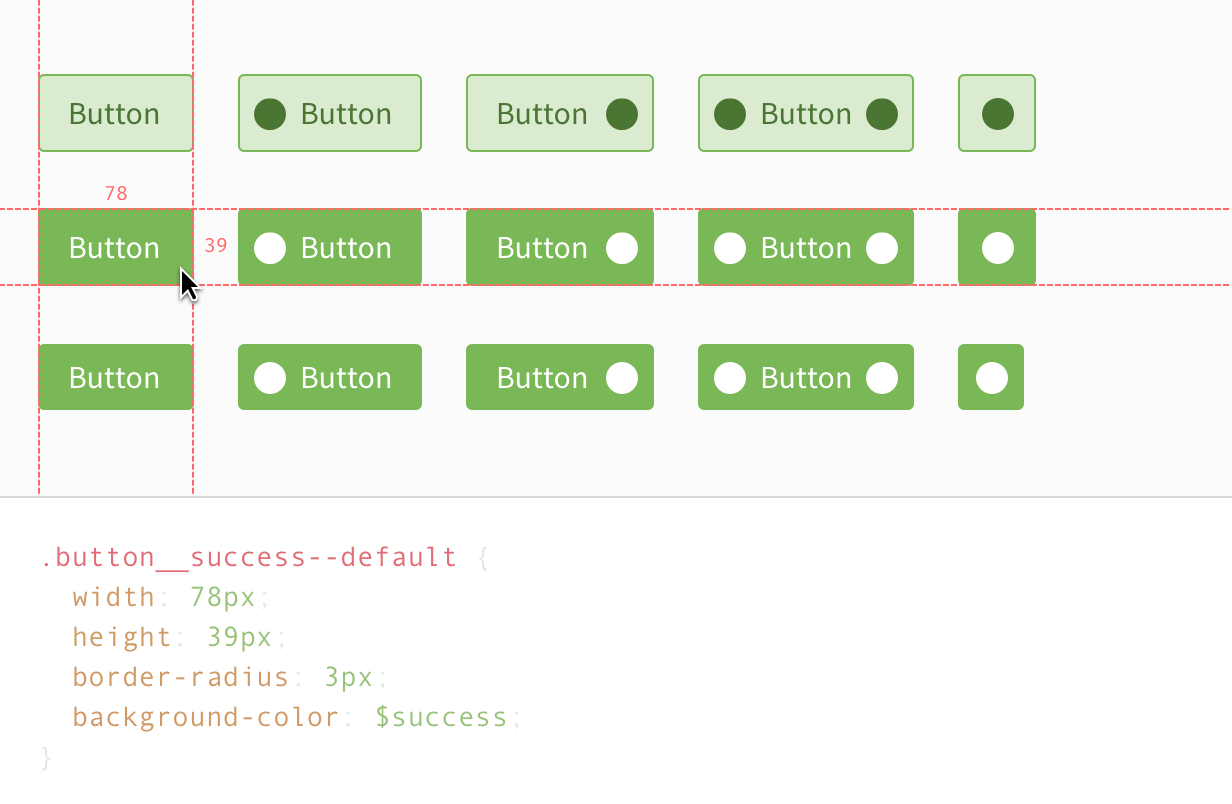 Button Button Button Button
78
Button 39 Button Button Button
Button Button Button Button
.button__success--default {
  width: 78px;
  height: 39px;
  border-radius: 3px;
  background-color: $success;
}